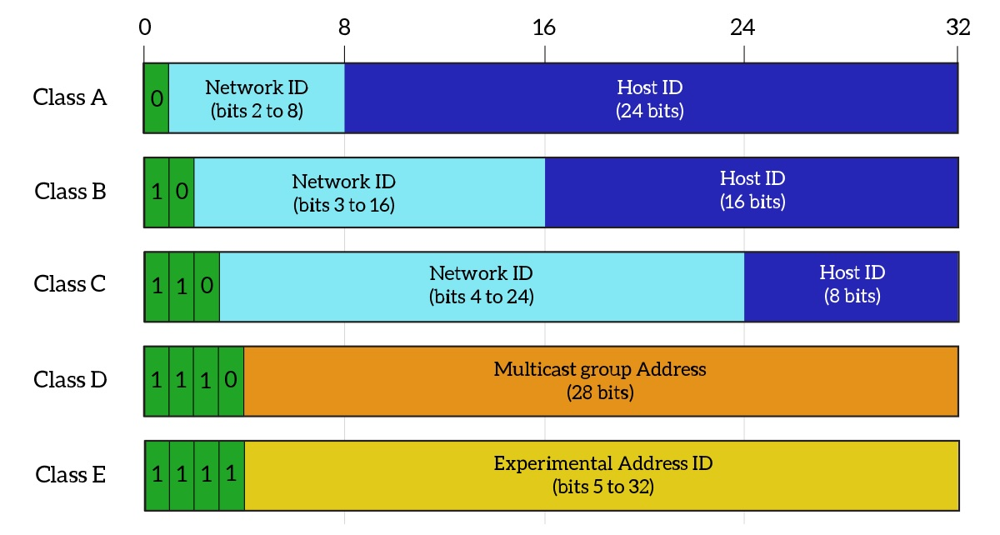 0 8 16 24 32
Class A
0
Network ID
(bits 2 to 8)
Host ID
(24 bits)
Class B
1 0
Network ID
(bits 3 to 16)
Host ID
(16 bits)
Class C
1 1 0
Network ID
(bits 4 to 24)
Host ID
(8 bits)
Class D
1 1 1 0
Multicast group Address
(28 bits)
Class E
1 1 1 1
Experimental Address ID
(bits 5 to 32)